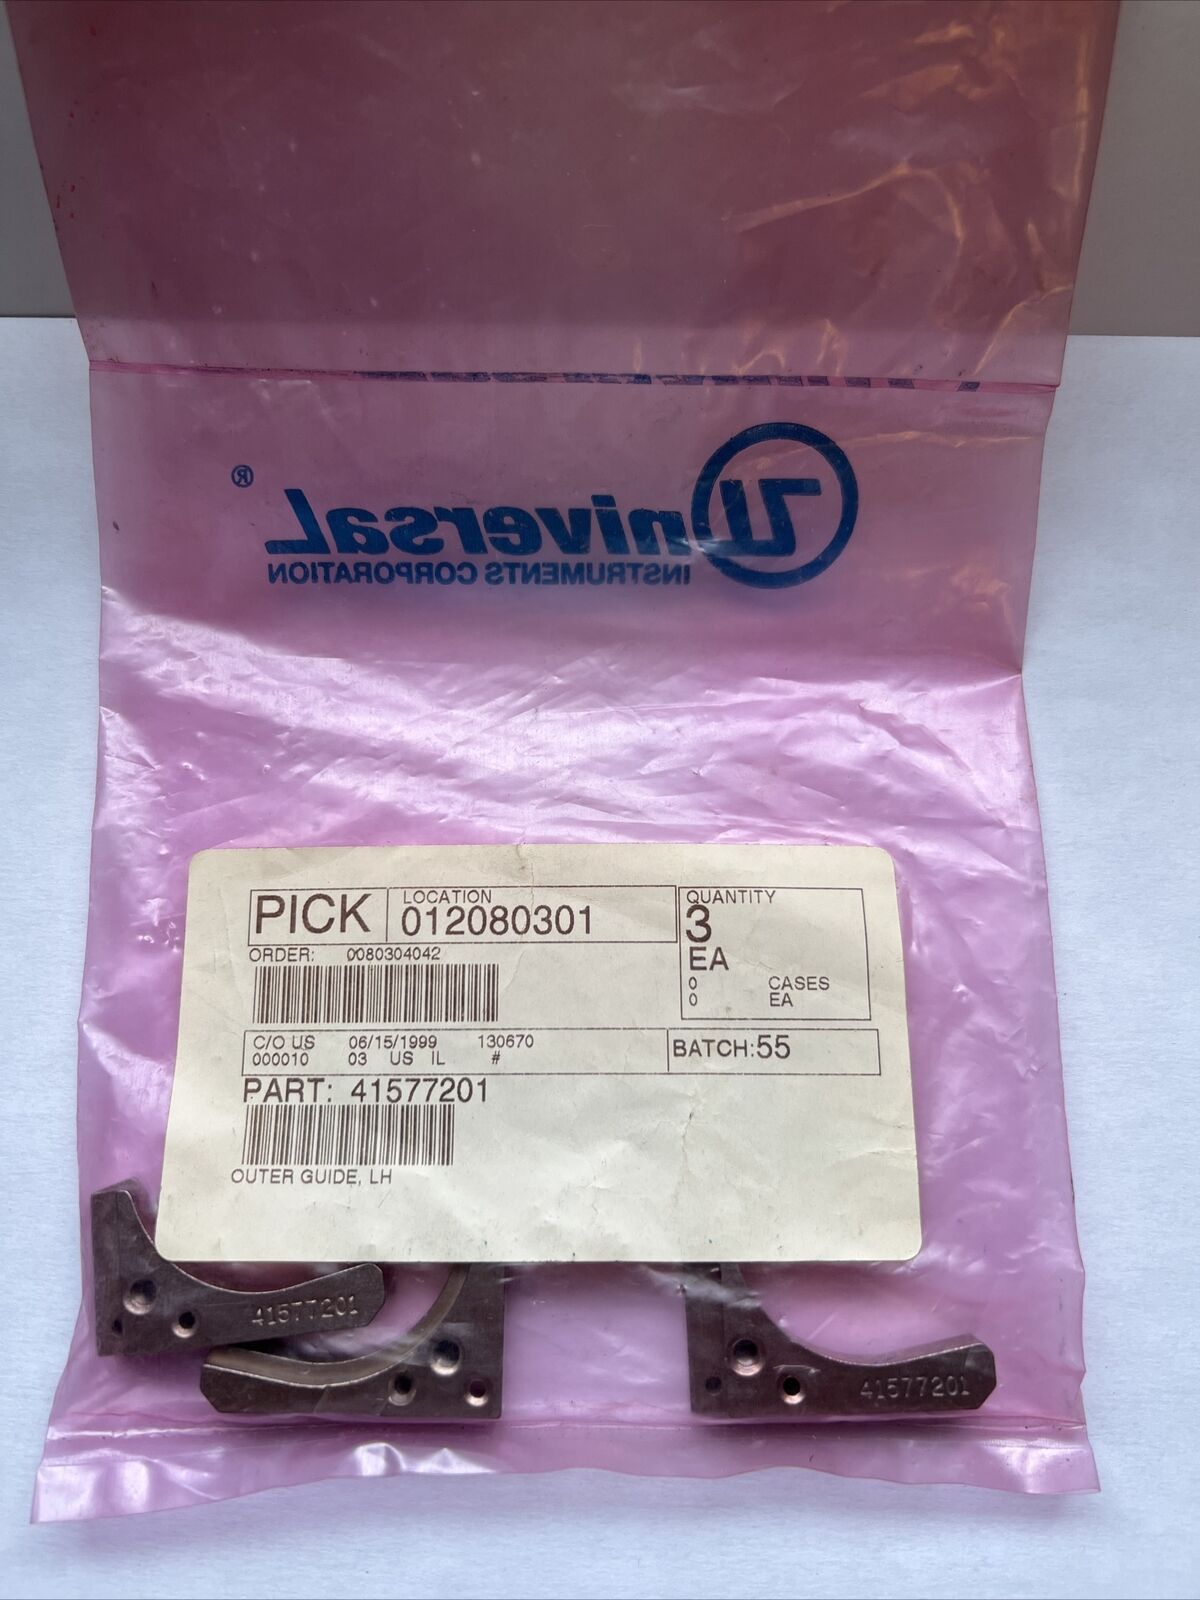 Universal ®
INSTRUMENTS CORPORATION
PICK
LOCATION
012080301
QUANTITY
3
EA
0 CASES
0 EA
ORDER: 0080304042
C/O US 06/15/1999 130670
000010 03 US IL #
BATCH:55
PART: 41577201
OUTER GUIDE, LH
41577201
41577201